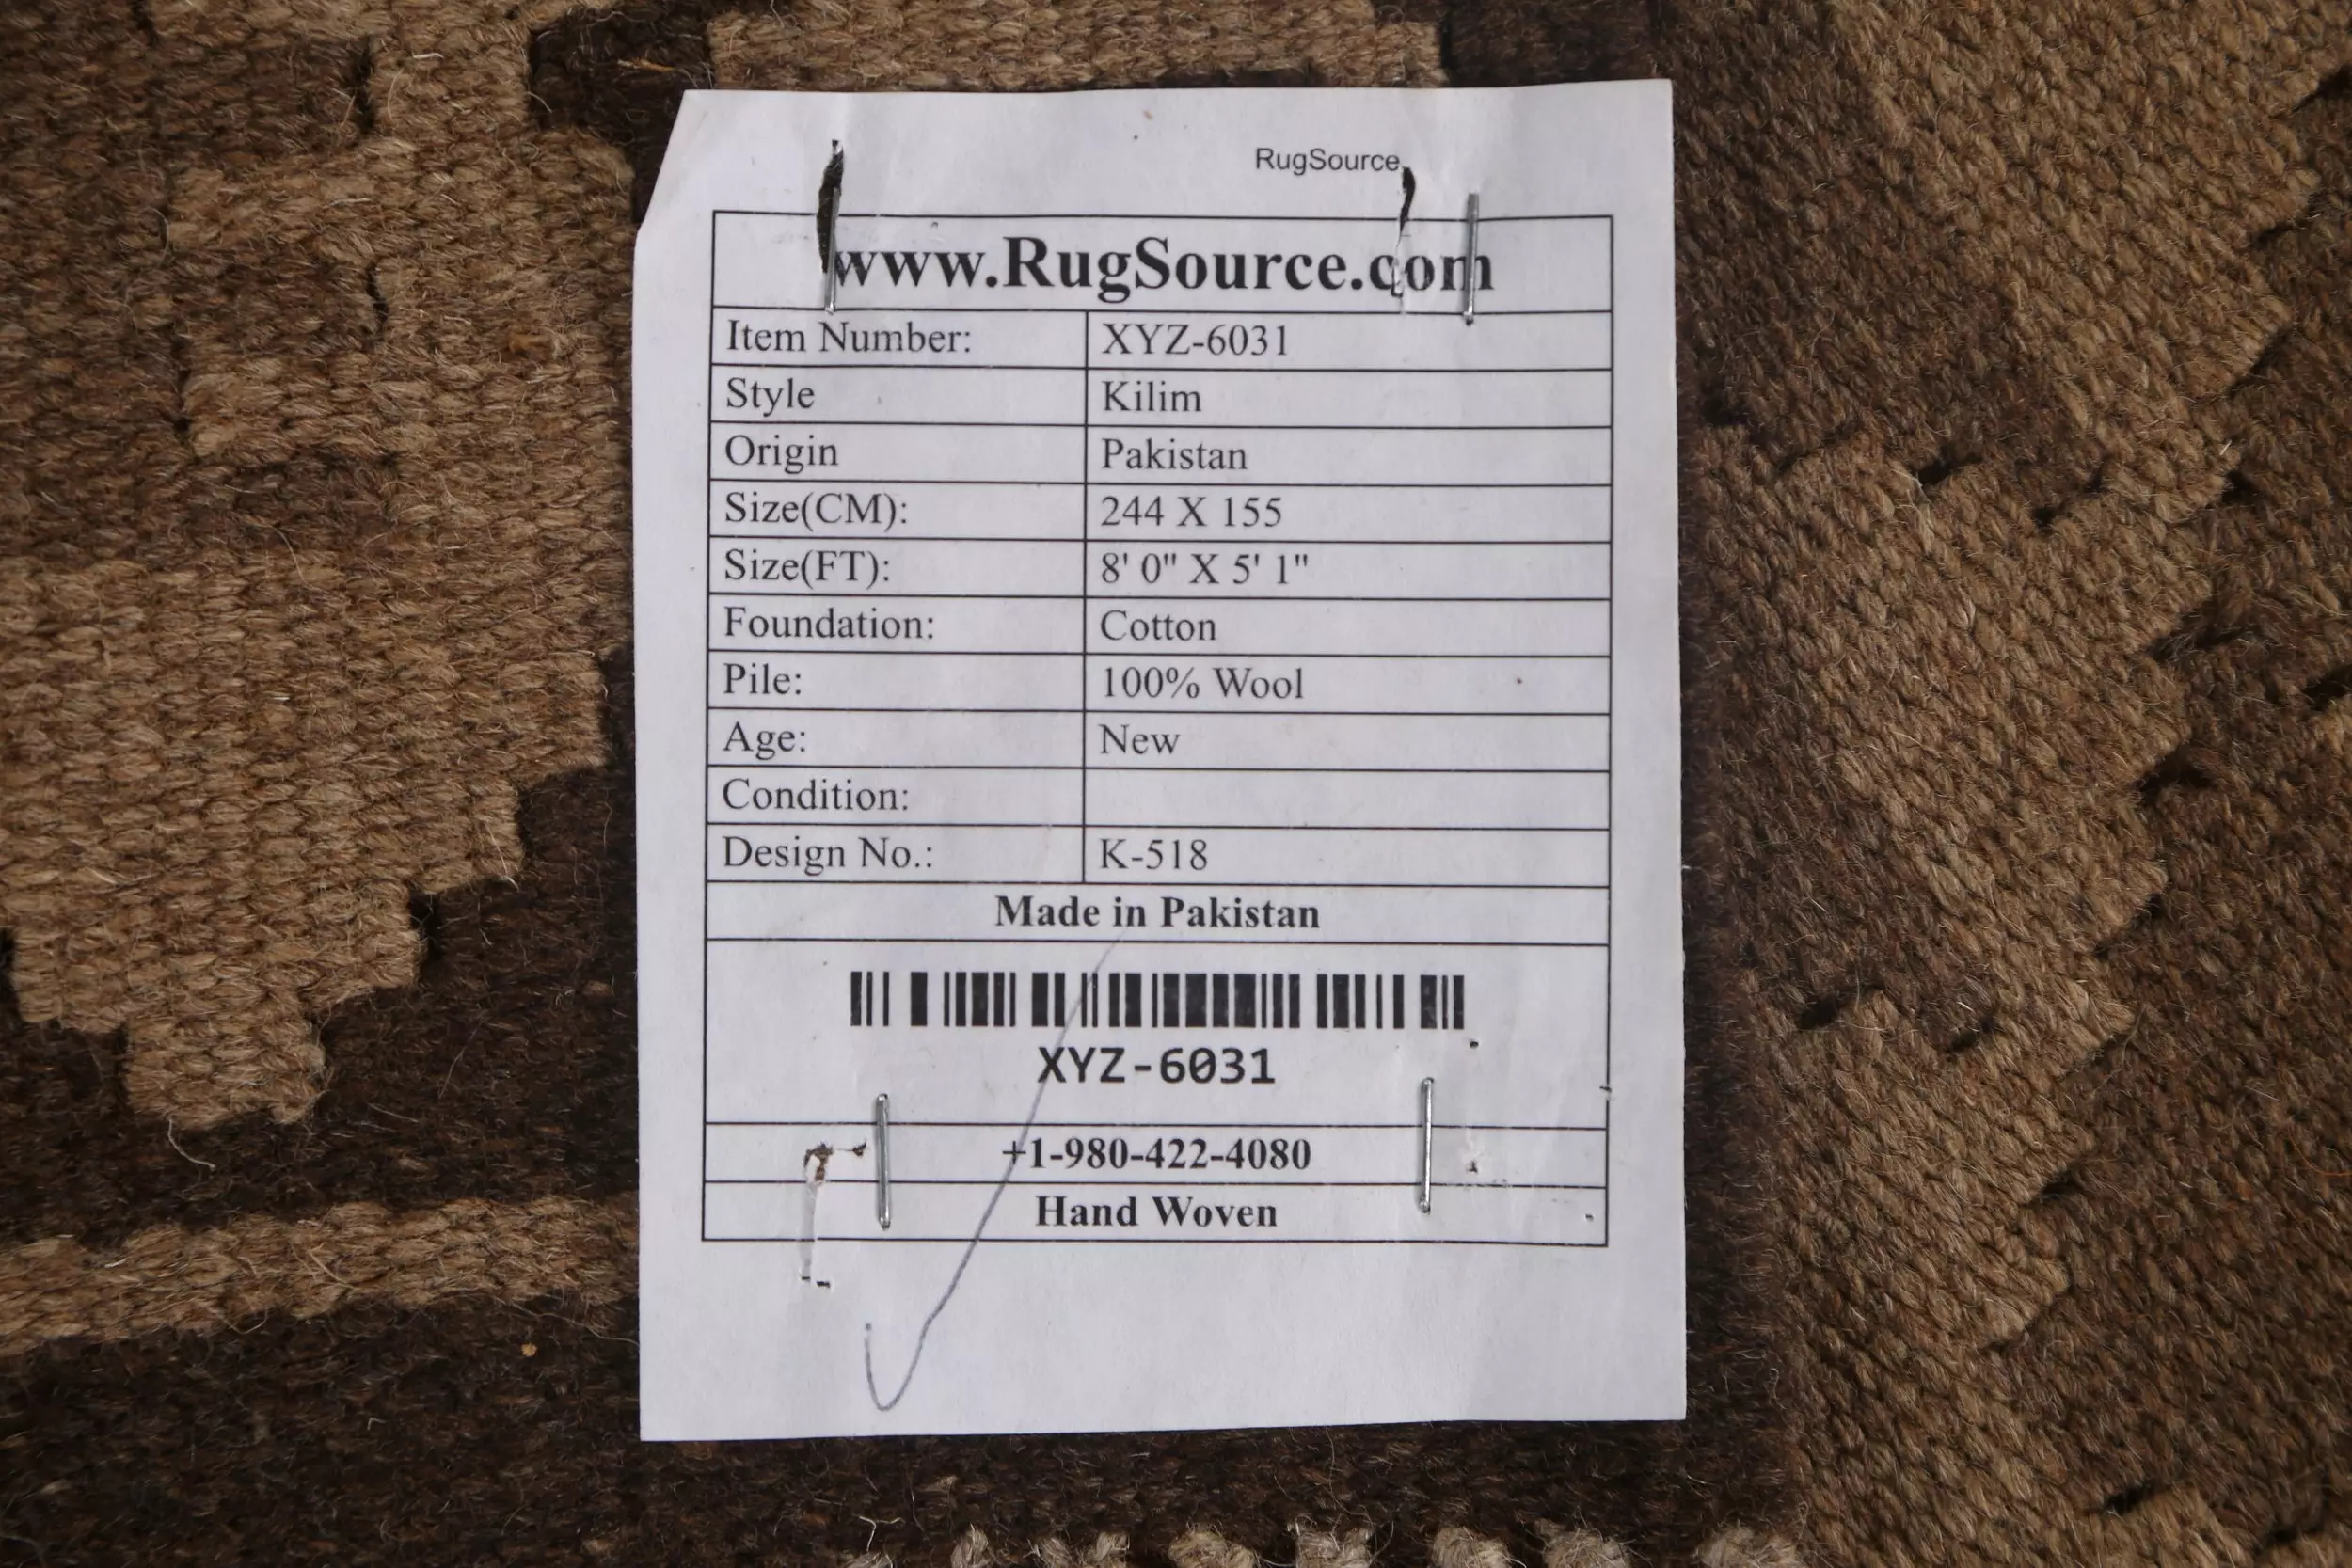 RugSource
www.RugSource.com
Item Number: XYZ-6031
Style Kilim
Origin Pakistan
Size(CM): 244 X 155
Size(FT): 8' 0" X 5' 1"
Foundation: Cotton
Pile: 100% Wool
Age: New
Condition:
Design No.: K-518
Made in Pakistan
XYZ-6031
+1-980-422-4080
Hand Woven